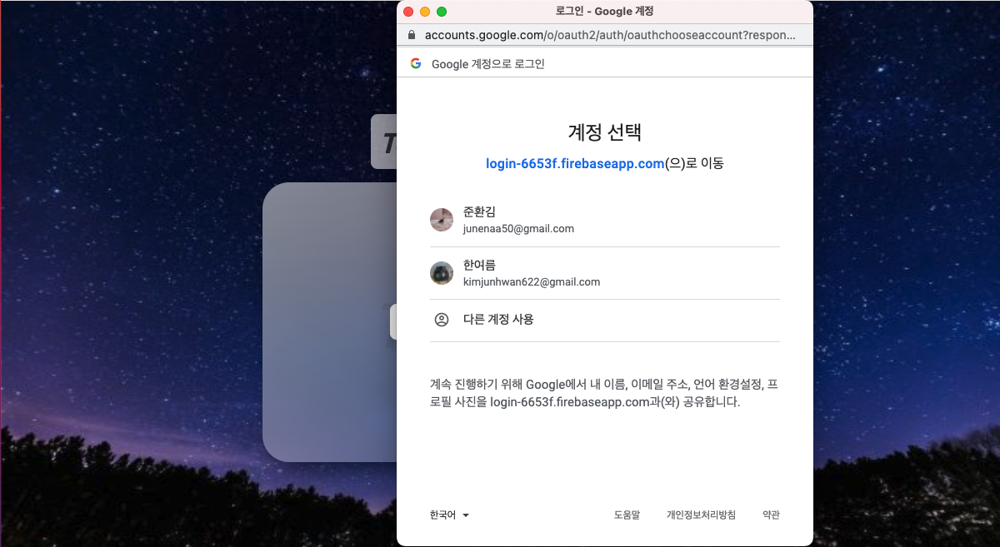 로그인 - Google 계정
accounts.google.com/o/oauth2/auth/oauthchooseaccount?respon...
Google 계정으로 로그인
계정 선택
login-6653f.firebaseapp.com(으)로 이동
T
준환김
junenaa50@gmail.com
한여름
kimjunhwan622@gmail.com
다른 계정 사용
계속 진행하기 위해 Google에서 내 이름, 이메일 주소, 언어 환경설정, 프
로필 사진을 login-6653f.firebaseapp.com과(와) 공유합니다.
한국어
도움말 개인정보처리방침 약관